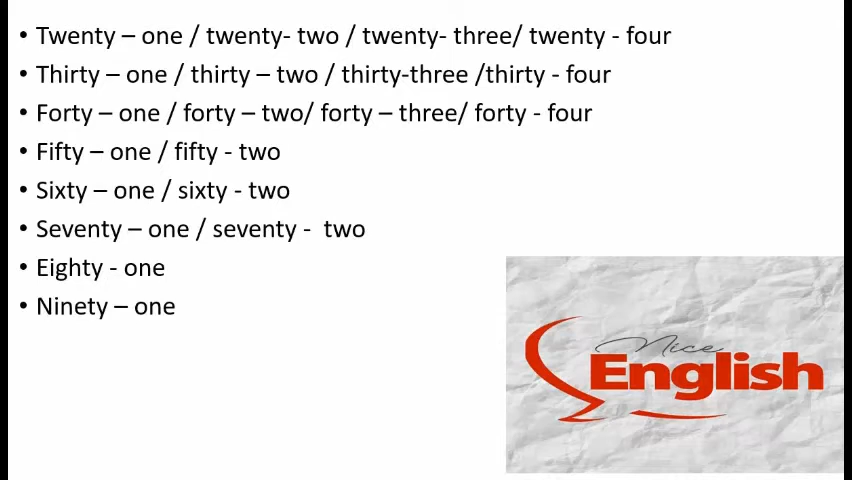 • Twenty – one / twenty- two / twenty- three/ twenty - four
• Thirty – one / thirty – two / thirty-three /thirty - four
• Forty – one / forty – two/ forty – three/ forty - four
• Fifty – one / fifty - two
• Sixty – one / sixty - two
• Seventy – one / seventy -  two
• Eighty - one
• Ninety – one
Nice
English